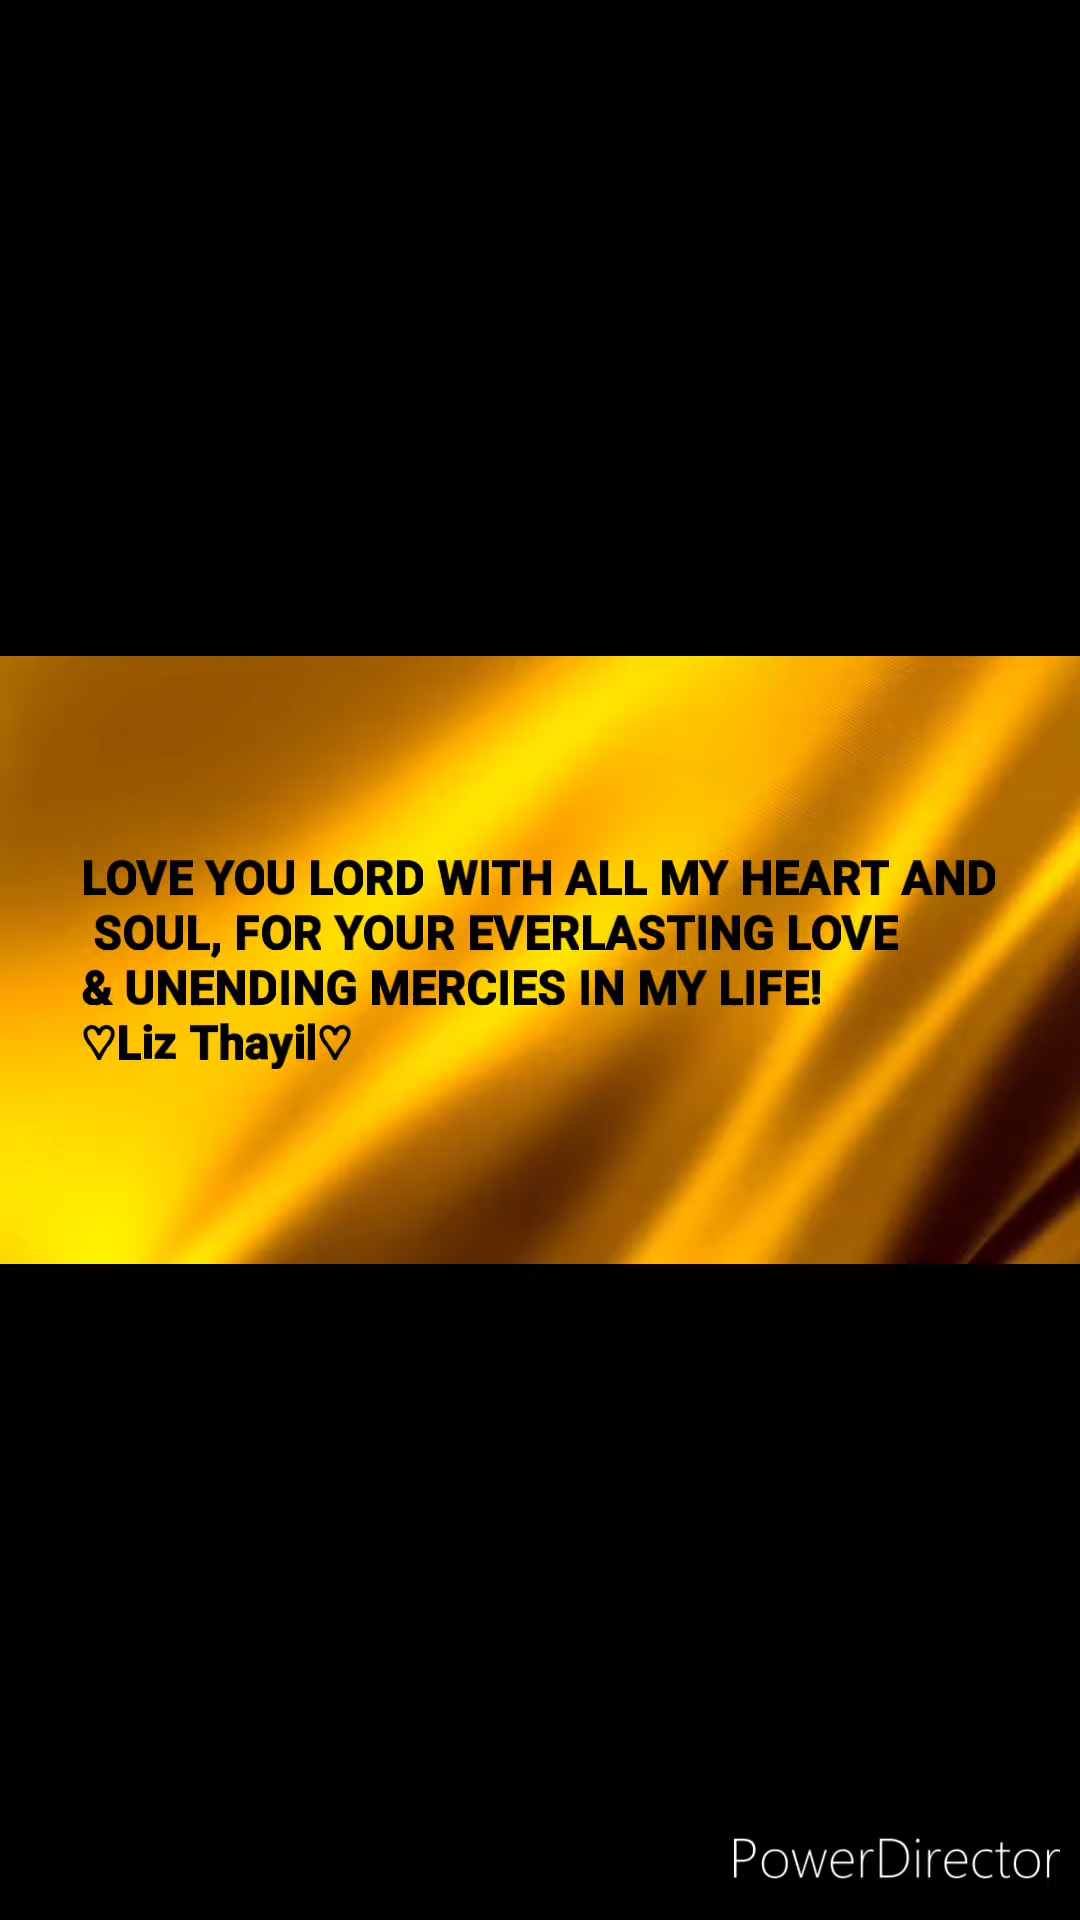 LOVE YOU LORD WITH ALL MY HEART AND
SOUL, FOR YOUR EVERLASTING LOVE
& UNENDING MERCIES IN MY LIFE!
♡Liz Thayil♡
PowerDirector